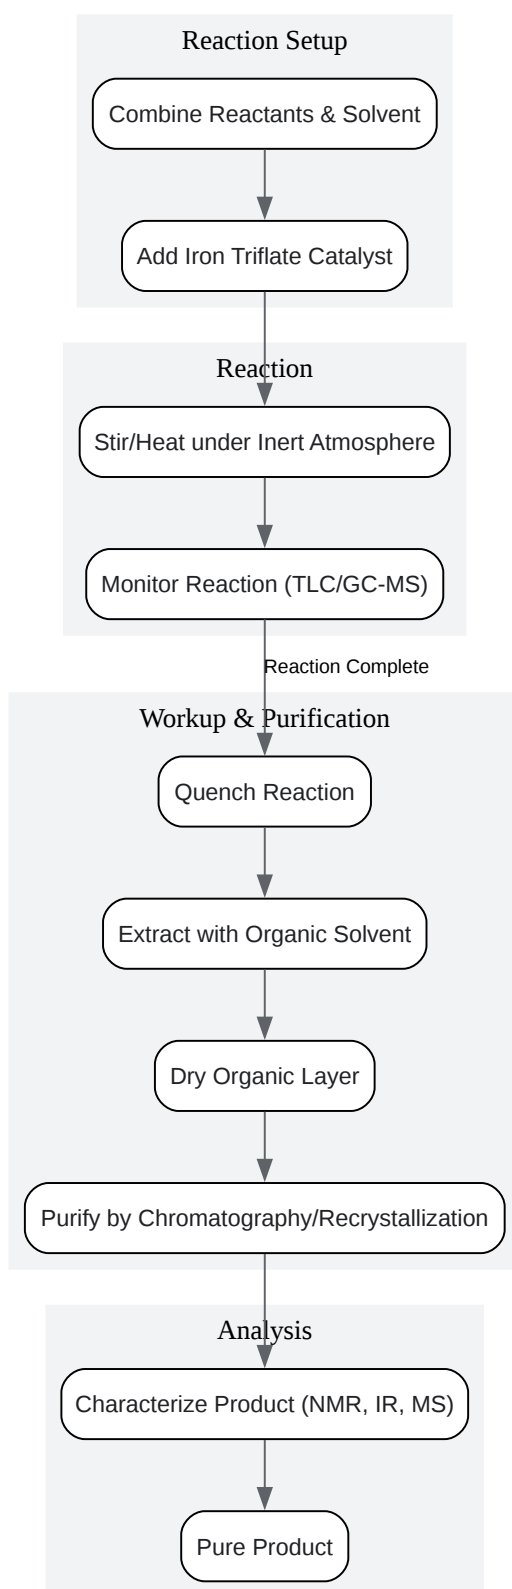 Reaction Setup
Combine Reactants & Solvent
Add Iron Triflate Catalyst
Reaction
Stir/Heat under Inert Atmosphere
Monitor Reaction (TLC/GC-MS)
Reaction Complete
Workup & Purification
Quench Reaction
Extract with Organic Solvent
Dry Organic Layer
Purify by Chromatography/Recrystallization
Analysis
Characterize Product (NMR, IR, MS)
Pure Product